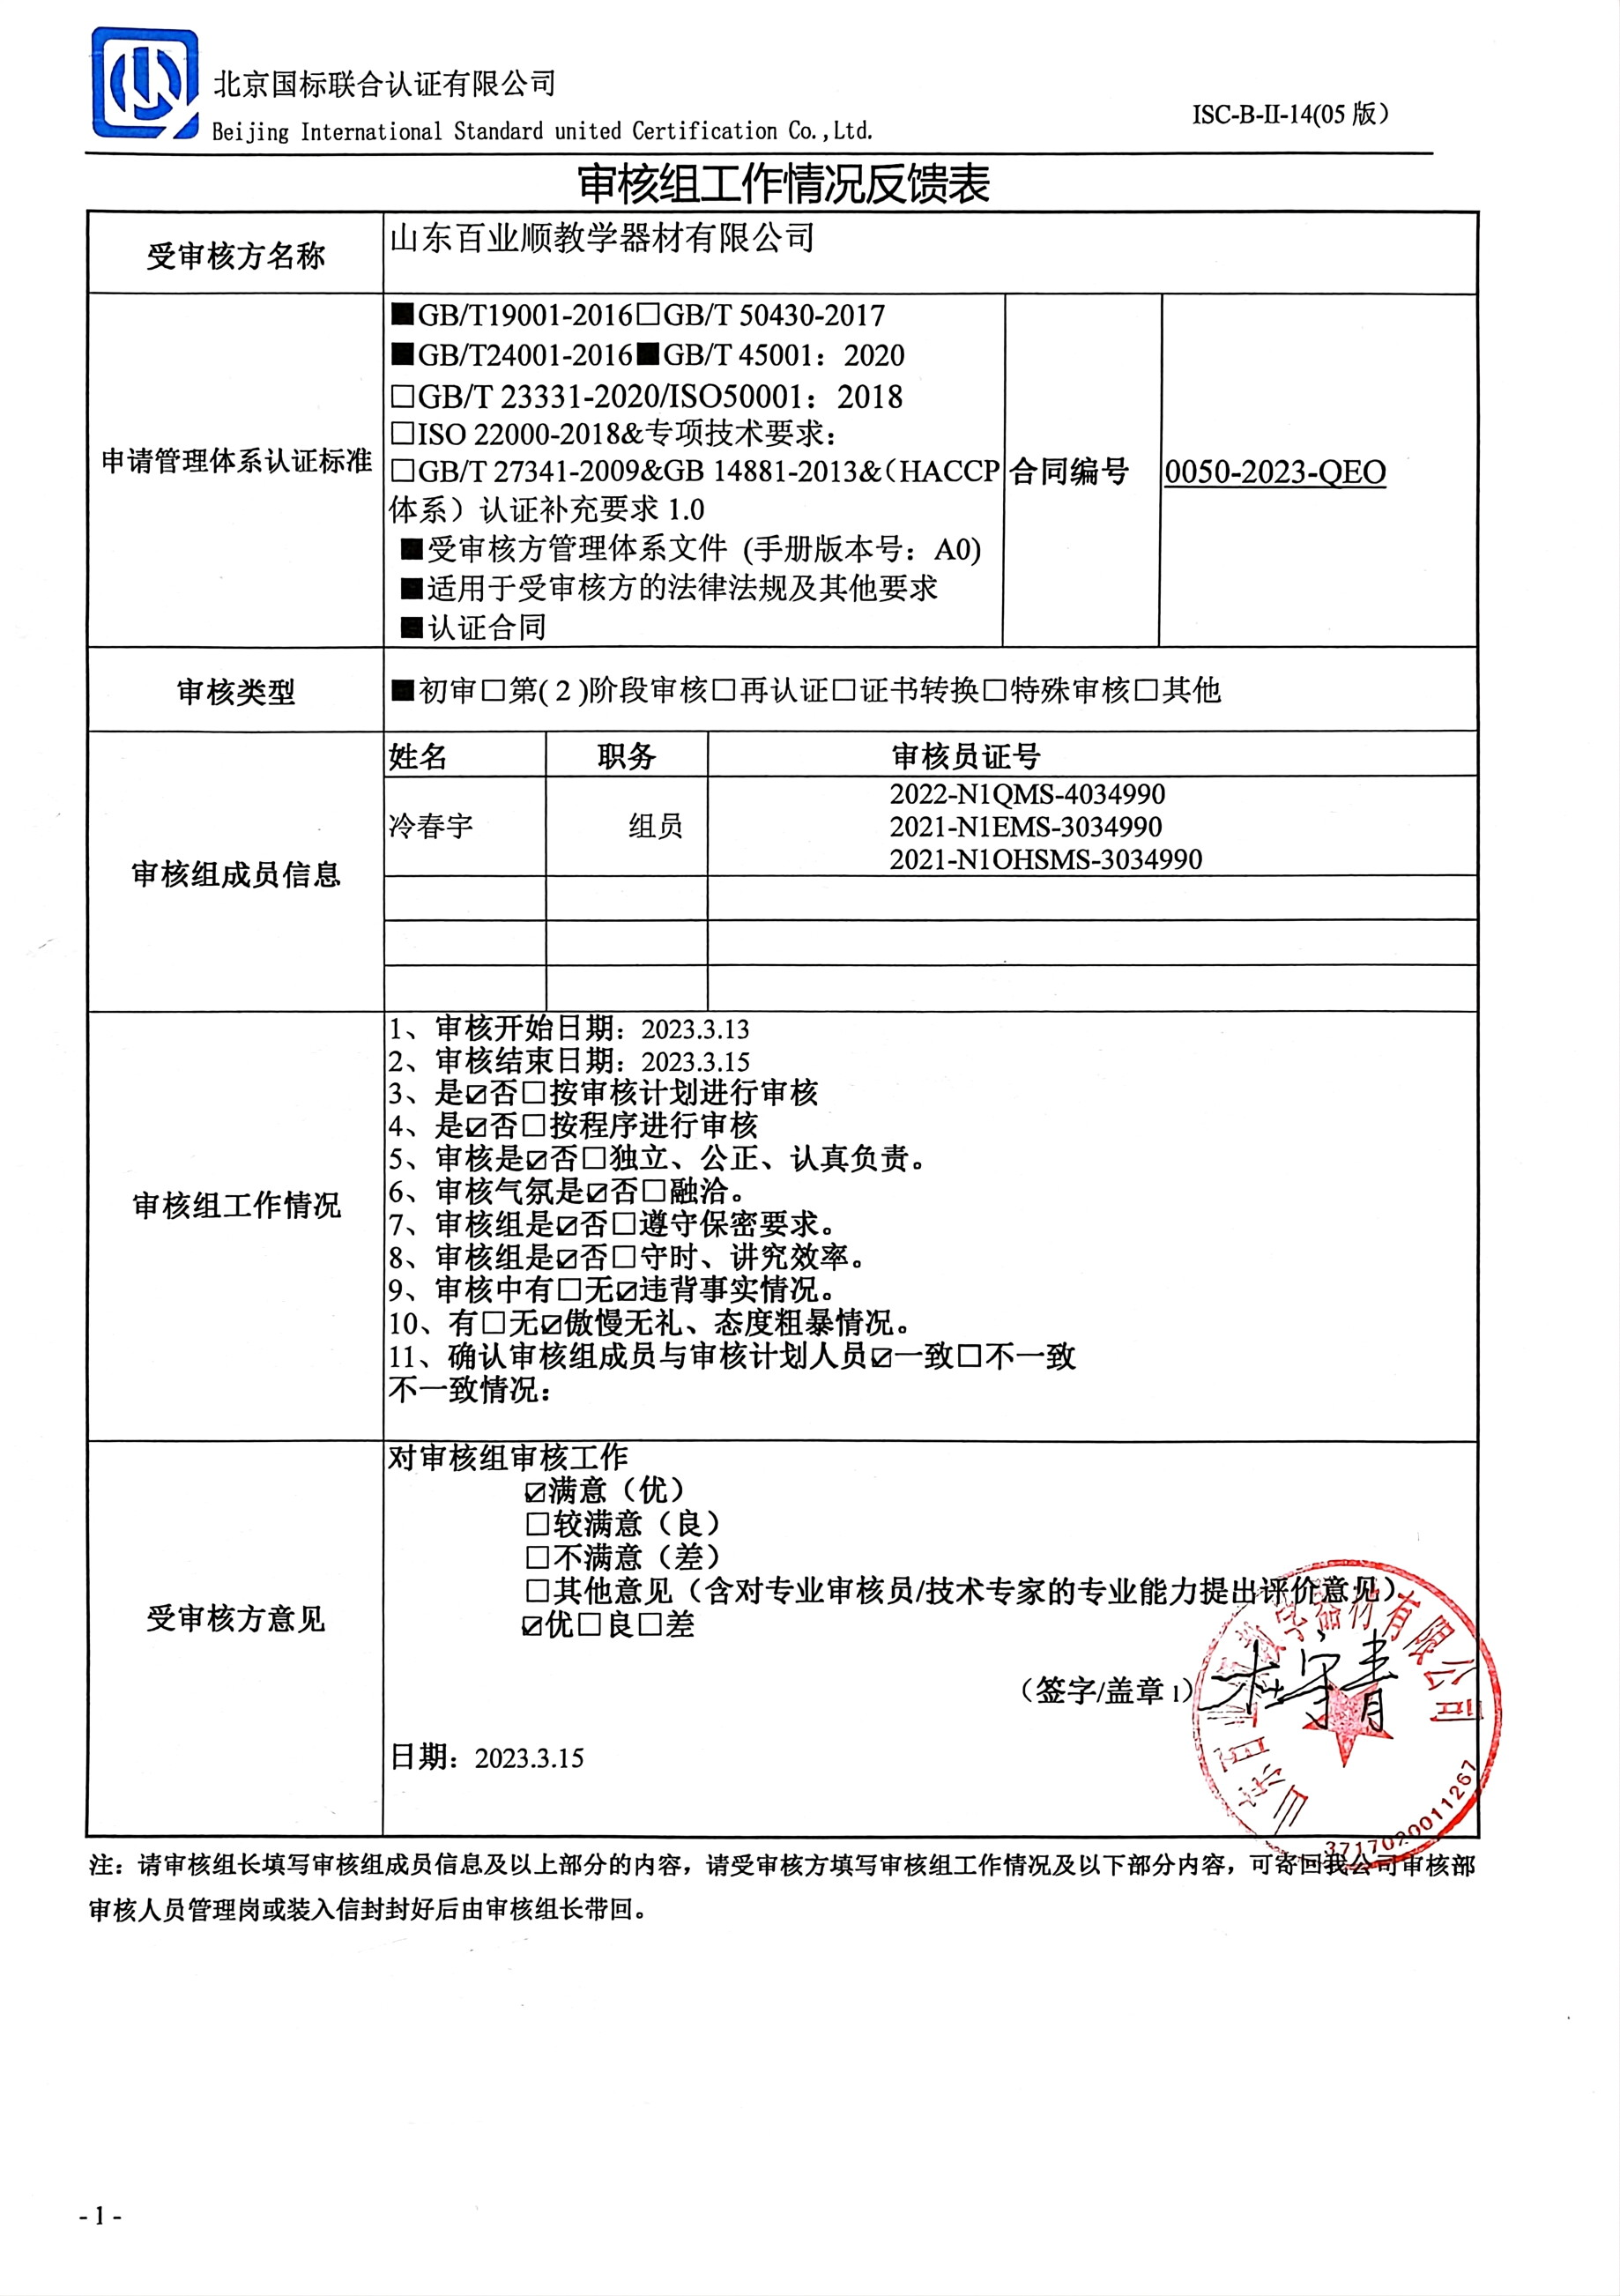 北京国标联合认证有限公司
Beijing International Standard united Certification Co.,Ltd.
ISC-B-II-14(05 版）
审核组工作情况反馈表
受审核方名称
山东百业顺教学器材有限公司
申请管理体系认证标准
■GB/T19001-2016□GB/T 50430-2017
■GB/T24001-2016■GB/T 45001：2020
□GB/T 23331-2020/ISO50001：2018
□ISO 22000-2018&专项技术要求：
□GB/T 27341-2009&GB 14881-2013&（HACCP
体系）认证补充要求 1.0
■受审核方管理体系文件 (手册版本号：A0)
■适用于受审核方的法律法规及其他要求
■认证合同
合同编号
0050-2023-QEO
审核类型
■初审□第( 2 )阶段审核□再认证□证书转换□特殊审核□其他
审核组成员信息
姓名 职务 审核员证号
冷春宇 组员
2022-N1QMS-4034990
2021-N1EMS-3034990
2021-N1OHSMS-3034990
审核组工作情况
1、审核开始日期：2023.3.13
2、审核结束日期：2023.3.15
3、是☑否□按审核计划进行审核
4、是☑否□按程序进行审核
5、审核是☑否□独立、公正、认真负责。
6、审核气氛是☑否□融洽。
7、审核组是☑否□遵守保密要求。
8、审核组是☑否□守时、讲究效率。
9、审核中有□无☑违背事实情况。
10、有□无☑傲慢无礼、态度粗暴情况。
11、确认审核组成员与审核计划人员☑一致□不一致
不一致情况：
受审核方意见
对审核组审核工作
☑满意（优）
□较满意（良）
□不满意（差）
□其他意见（含对专业审核员/技术专家的专业能力提出评价意见）
☑优□良□差
（签字/盖章 1）
日期：2023.3.15
山东百业顺教学器材有限公司
3717020011267
注：请审核组长填写审核组成员信息及以上部分的内容，请受审核方填写审核组工作情况及以下部分内容，可寄回我公司审核部
审核人员管理岗或装入信封封好后由审核组长带回。
- 1 -